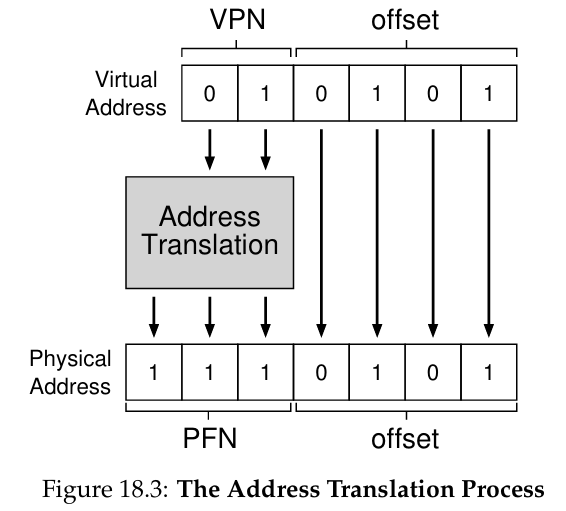 VPN offset
Virtual Address 0 1 0 1 0 1
Address
Translation
Physical Address 1 1 1 0 1 0 1
PFN offset
Figure 18.3: The Address Translation Process